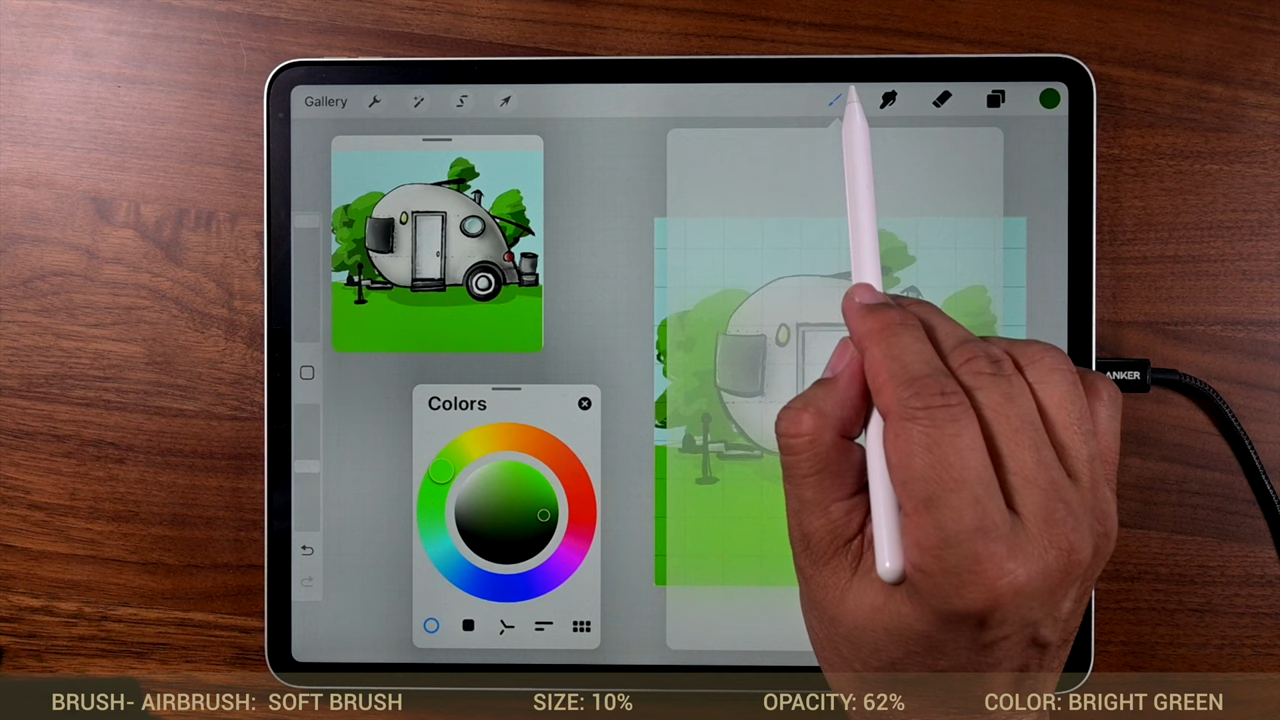 Gallery
Colors
ANKER
BRUSH- AIRBRUSH: SOFT BRUSH SIZE: 10% OPACITY: 62% COLOR: BRIGHT GREEN